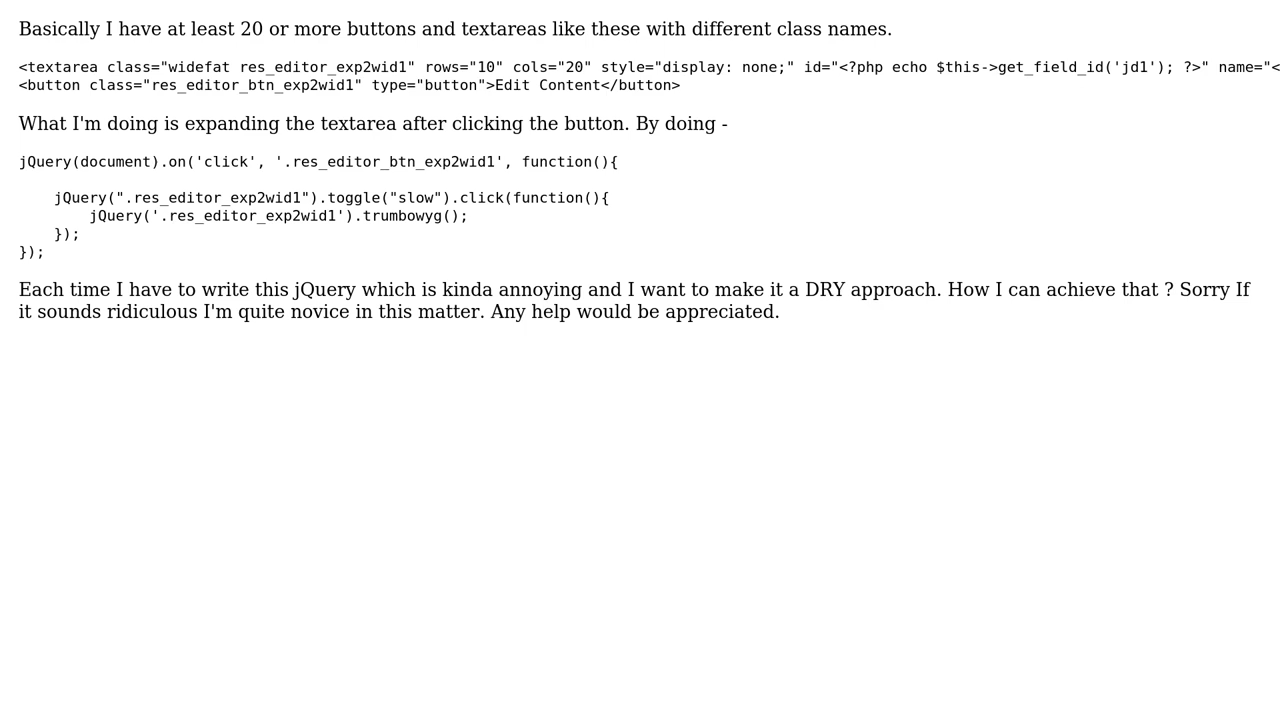 Basically I have at least 20 or more buttons and textareas like these with different class names.
<textarea class="widefat res_editor_exp2wid1" rows="10" cols="20" style="display: none;" id="<?php echo $this->get_field_id('jd1'); ?>" name="<
<button class="res_editor_btn_exp2wid1" type="button">Edit Content</button>
What I'm doing is expanding the textarea after clicking the button. By doing -
jQuery(document).on('click', '.res_editor_btn_exp2wid1', function(){
    jQuery(".res_editor_exp2wid1").toggle("slow").click(function(){
        jQuery('.res_editor_exp2wid1').trumbowyg();
    });
});
Each time I have to write this jQuery which is kinda annoying and I want to make it a DRY approach. How I can achieve that ? Sorry If
it sounds ridiculous I'm quite novice in this matter. Any help would be appreciated.